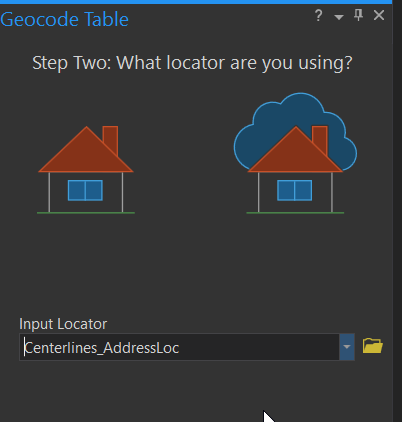 Geocode Table
Step Two: What locator are you using?
Input Locator
Centerlines_AddressLoc